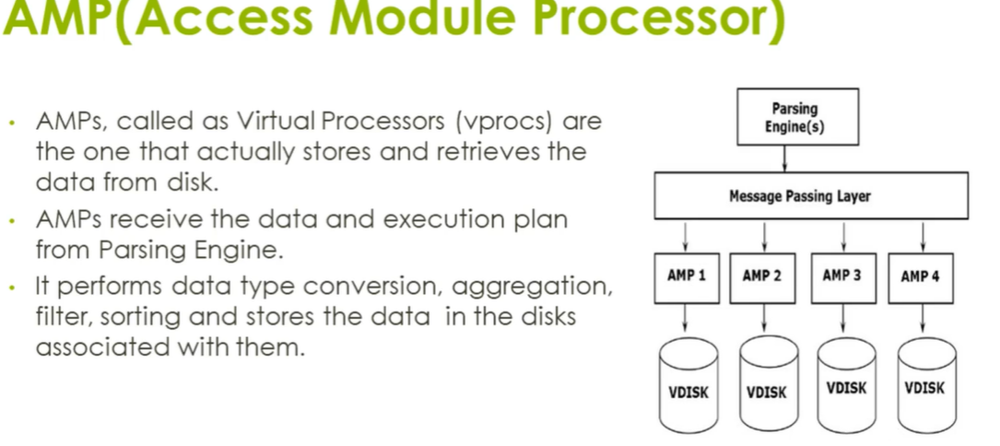 AMP(Access Module Processor)
• AMPs, called as Virtual Processors (vprocs) are
the one that actually stores and retrieves the
data from disk.
• AMPs receive the data and execution plan
from Parsing Engine.
• It performs data type conversion, aggregation,
filter, sorting and stores the data in the disks
associated with them.
Parsing
Engine(s)
Message Passing Layer
AMP 1
AMP 2
AMP 3
AMP 4
VDISK
VDISK
VDISK
VDISK